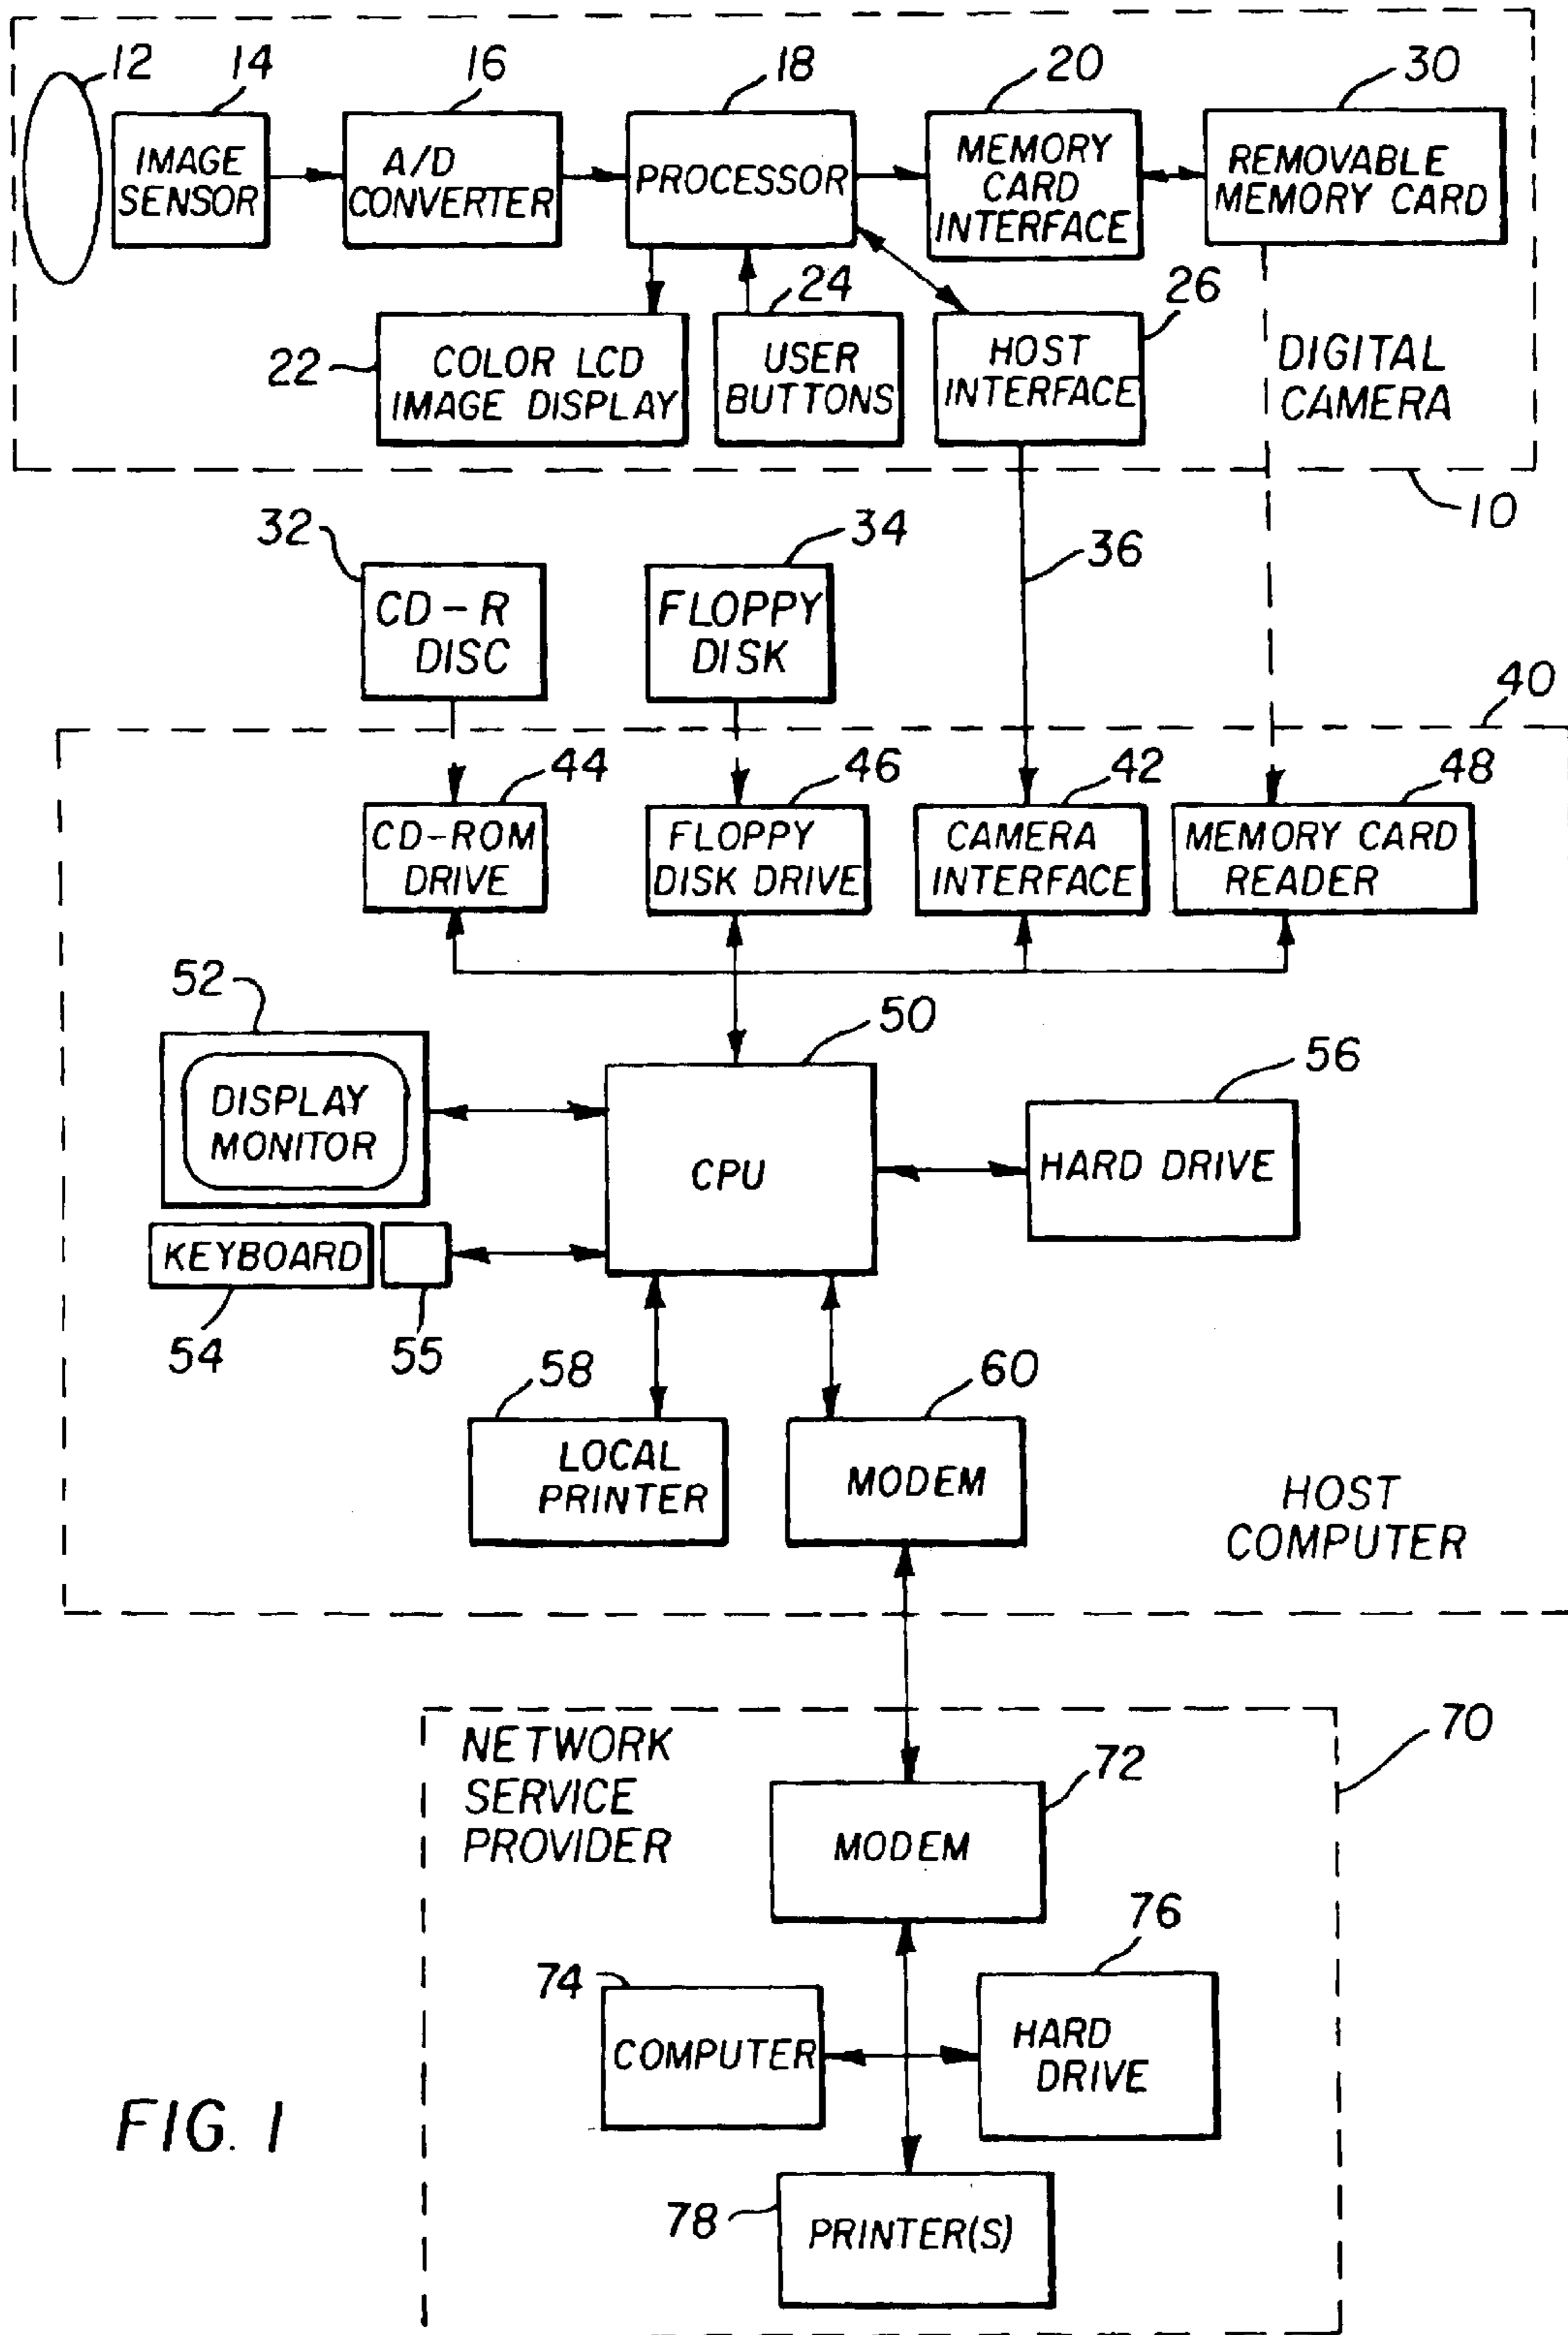 12
14
16
18
20
30
IMAGE
SENSOR
A/D
CONVERTER
PROCESSOR
MEMORY
CARD
INTERFACE
REMOVABLE
MEMORY CARD
22
COLOR LCD
IMAGE DISPLAY
24
USER
BUTTONS
26
HOST
INTERFACE
DIGITAL
CAMERA
10
32
CD-R
DISC
34
FLOPPY
DISK
36
40
44
CD-ROM
DRIVE
46
FLOPPY
DISK DRIVE
42
CAMERA
INTERFACE
48
MEMORY CARD
READER
52
DISPLAY
MONITOR
50
CPU
56
HARD DRIVE
KEYBOARD
54
55
58
LOCAL
PRINTER
60
MODEM
HOST
COMPUTER
NETWORK
SERVICE
PROVIDER
70
72
MODEM
74
COMPUTER
76
HARD
DRIVE
78
PRINTER(S)
FIG. 1